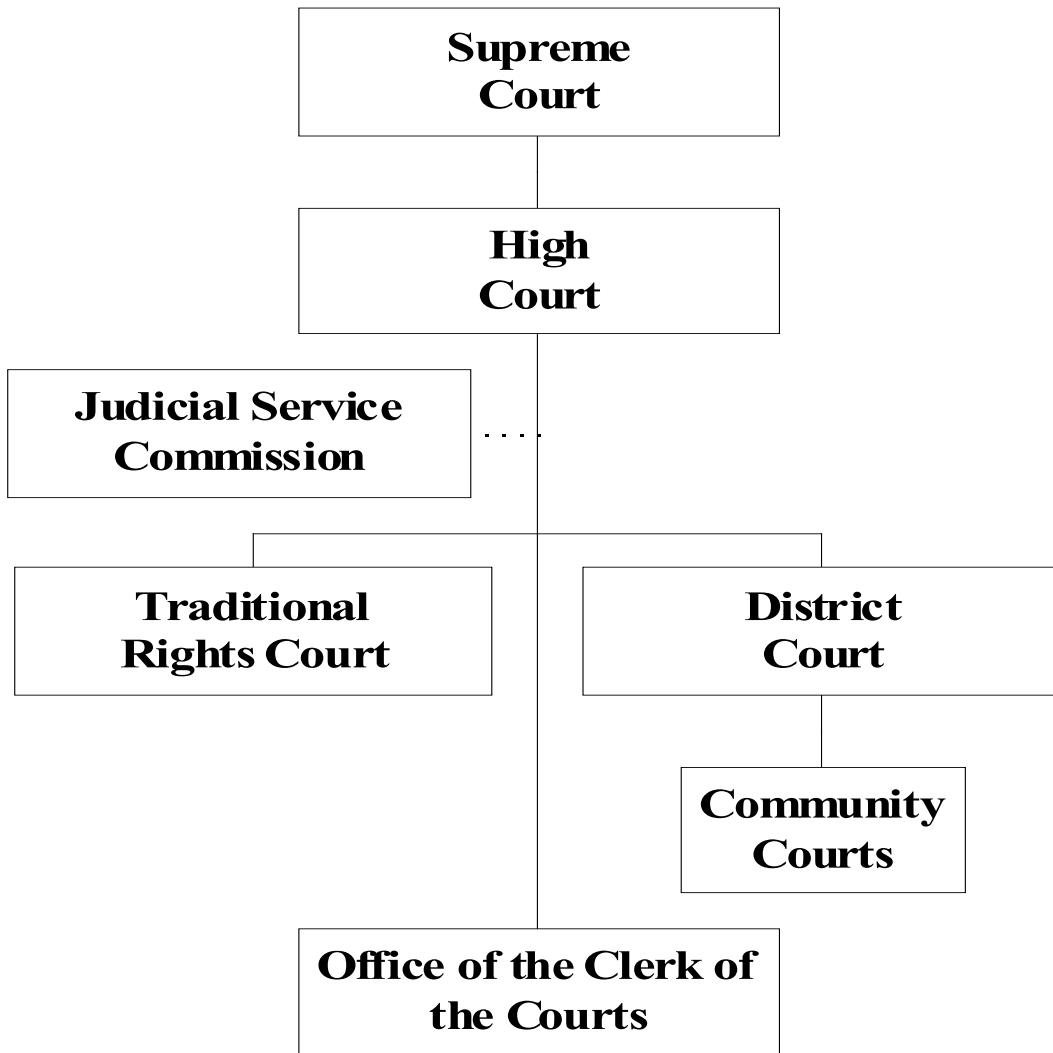 Supreme
Court
High
Court
Judicial Service
Commission
Traditional
Rights Court
District
Court
Community
Courts
Office of the Clerk of
the Courts